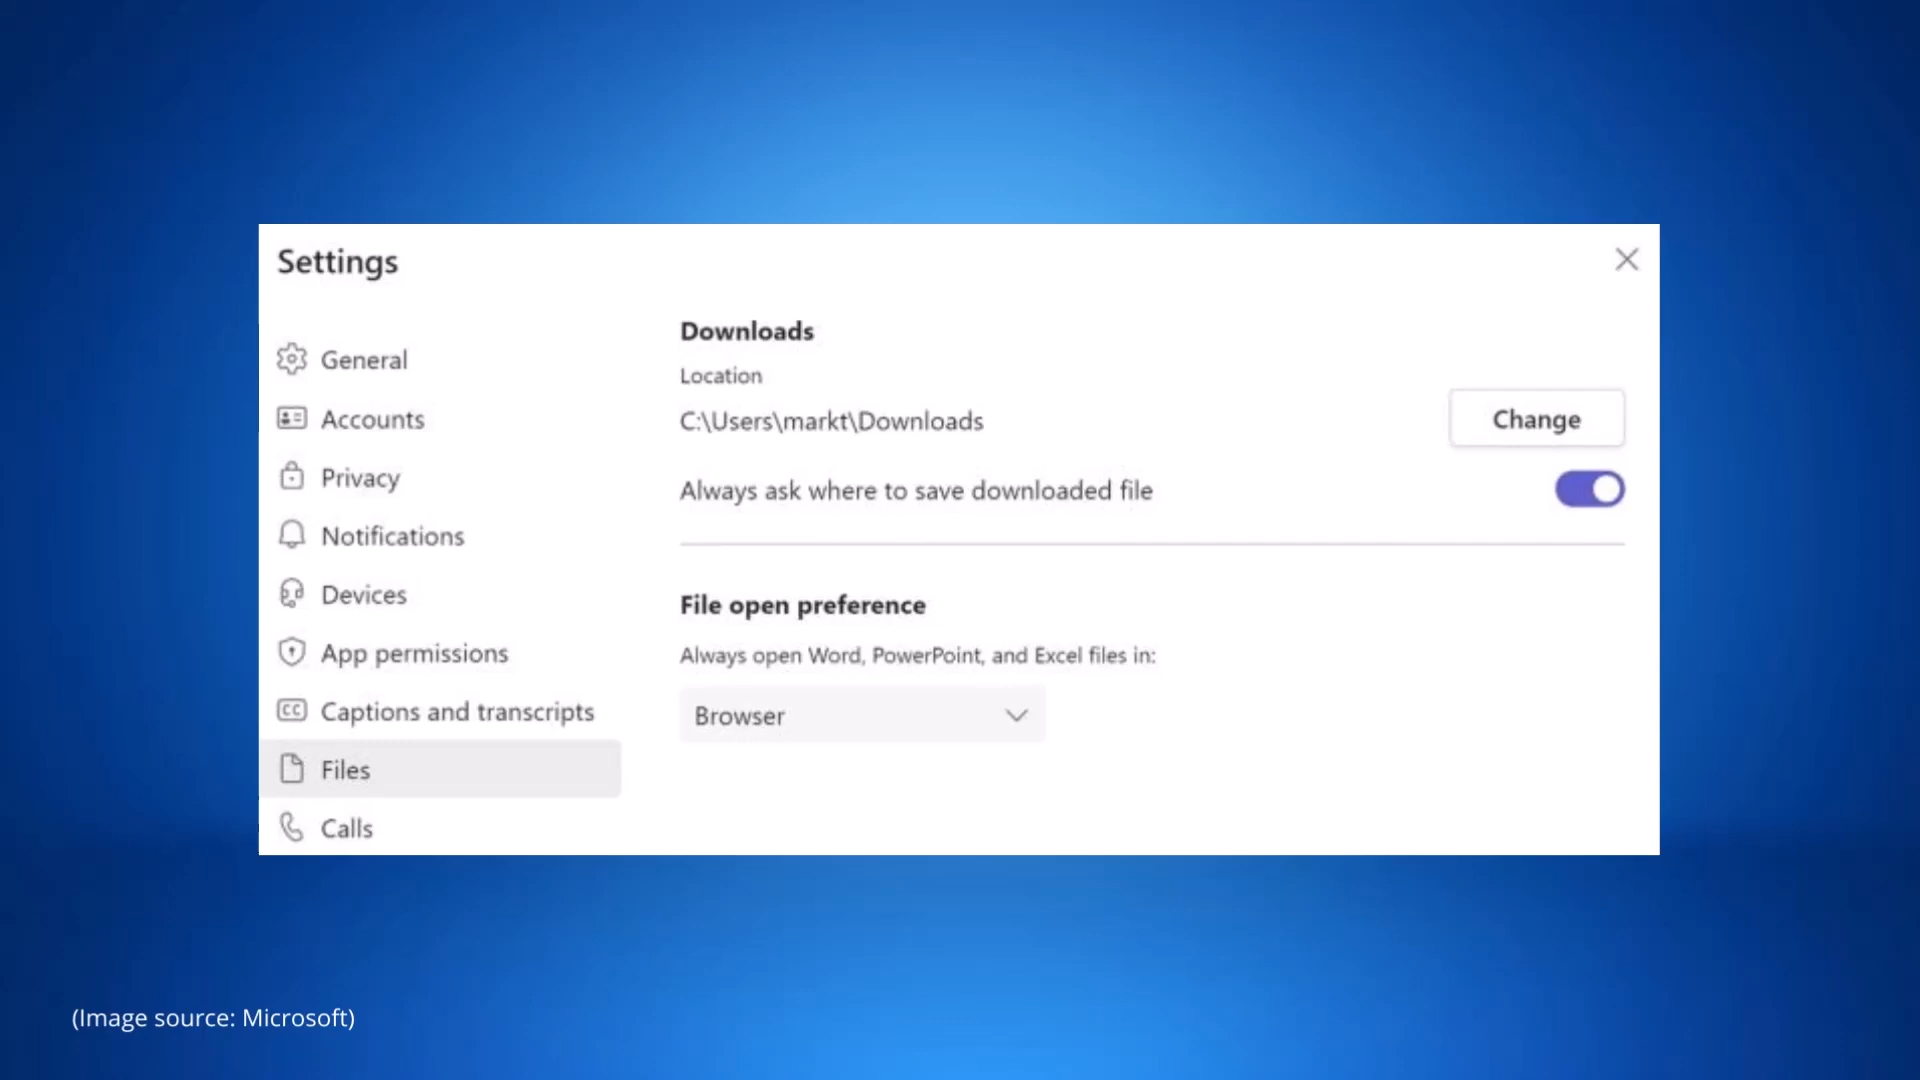 Settings
General
Accounts
Privacy
Notifications
Devices
App permissions
CC Captions and transcripts
Files
Calls
Downloads
Location
C:\Users\markt\Downloads
Change
Always ask where to save downloaded file
File open preference
Always open Word, PowerPoint, and Excel files in:
Browser
(Image source: Microsoft)